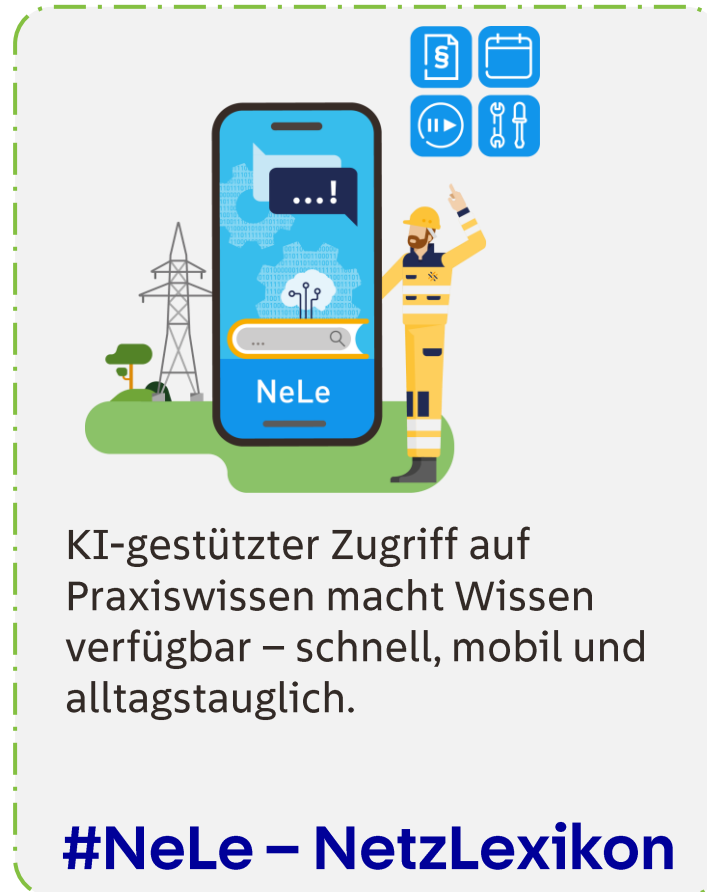 §
...!
...
NeLe
KI-gestützter Zugriff auf
Praxiswissen macht Wissen
verfügbar – schnell, mobil und
alltagstauglich.
#NeLe – NetzLexikon